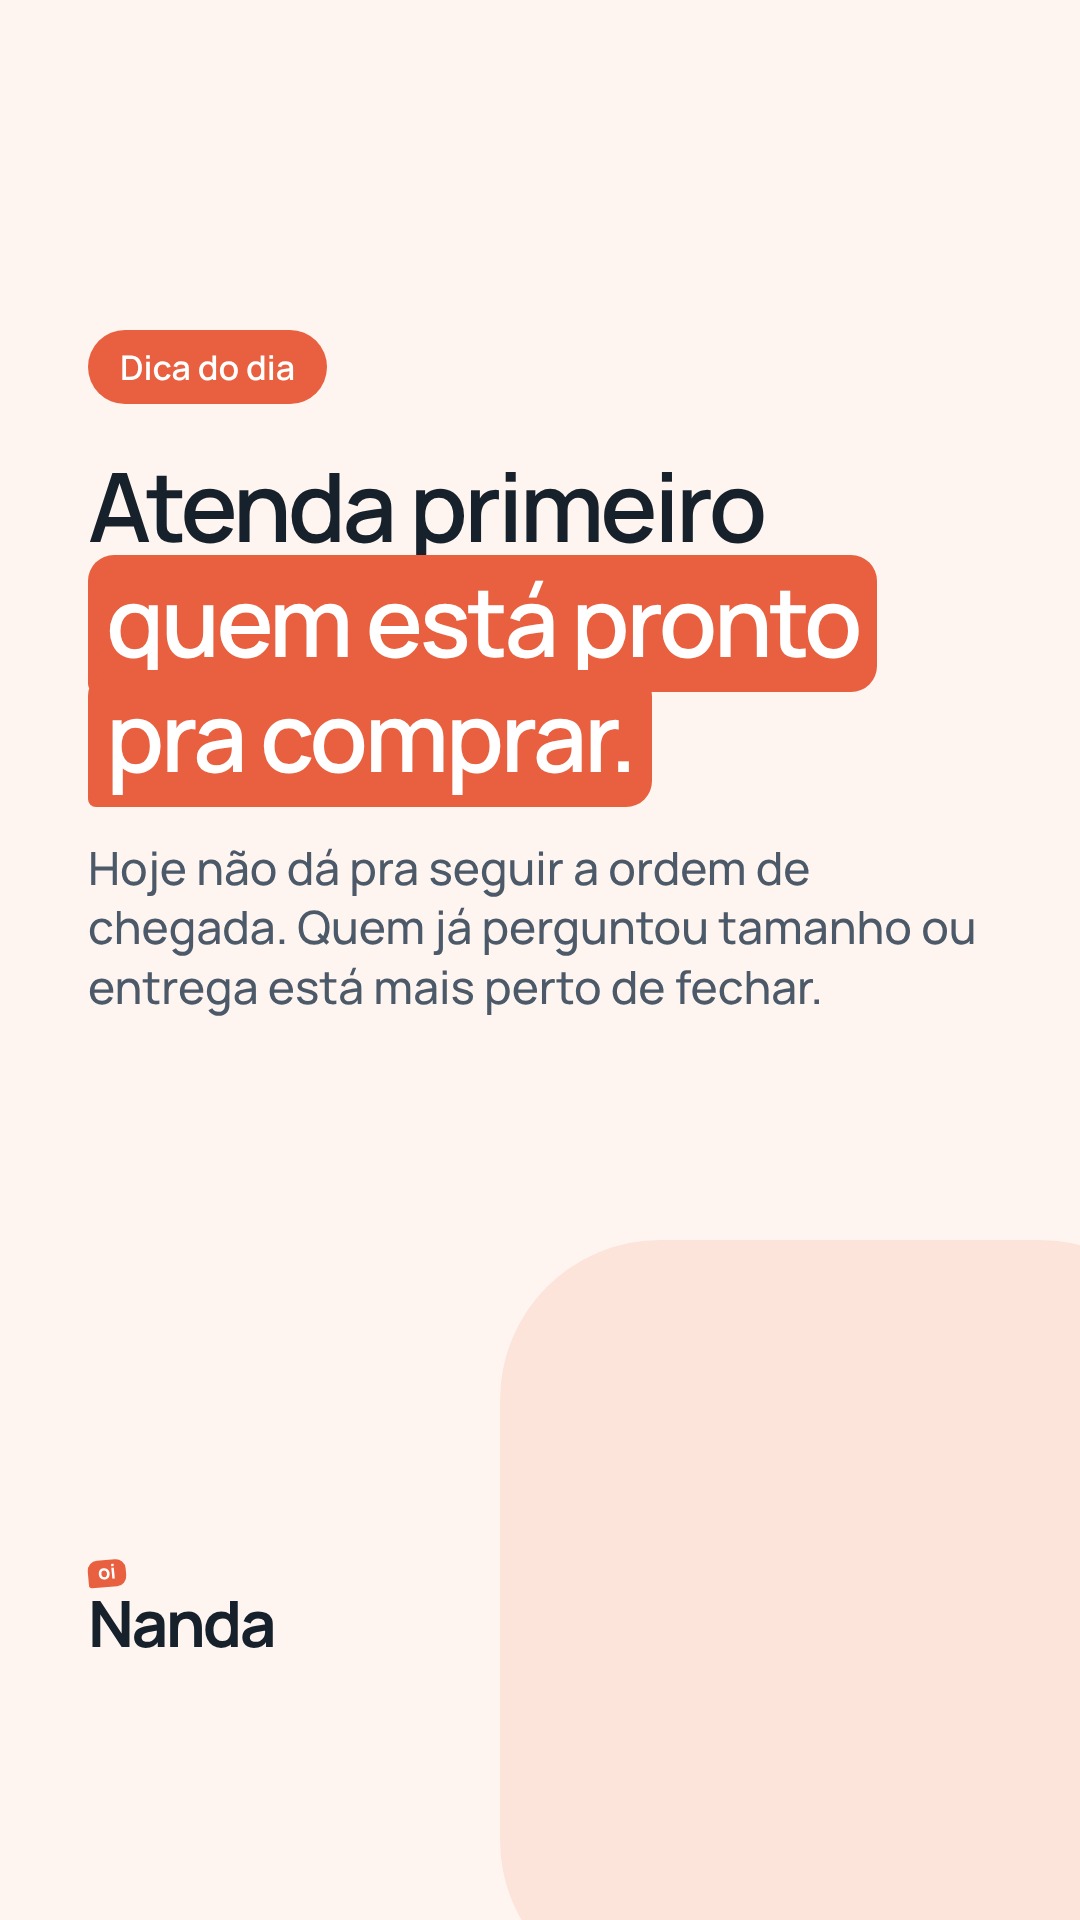 Dica do dia
Atenda primeiro
quem está pronto
pra comprar.
Hoje não dá pra seguir a ordem de
chegada. Quem já perguntou tamanho ou
entrega está mais perto de fechar.
oi
Nanda